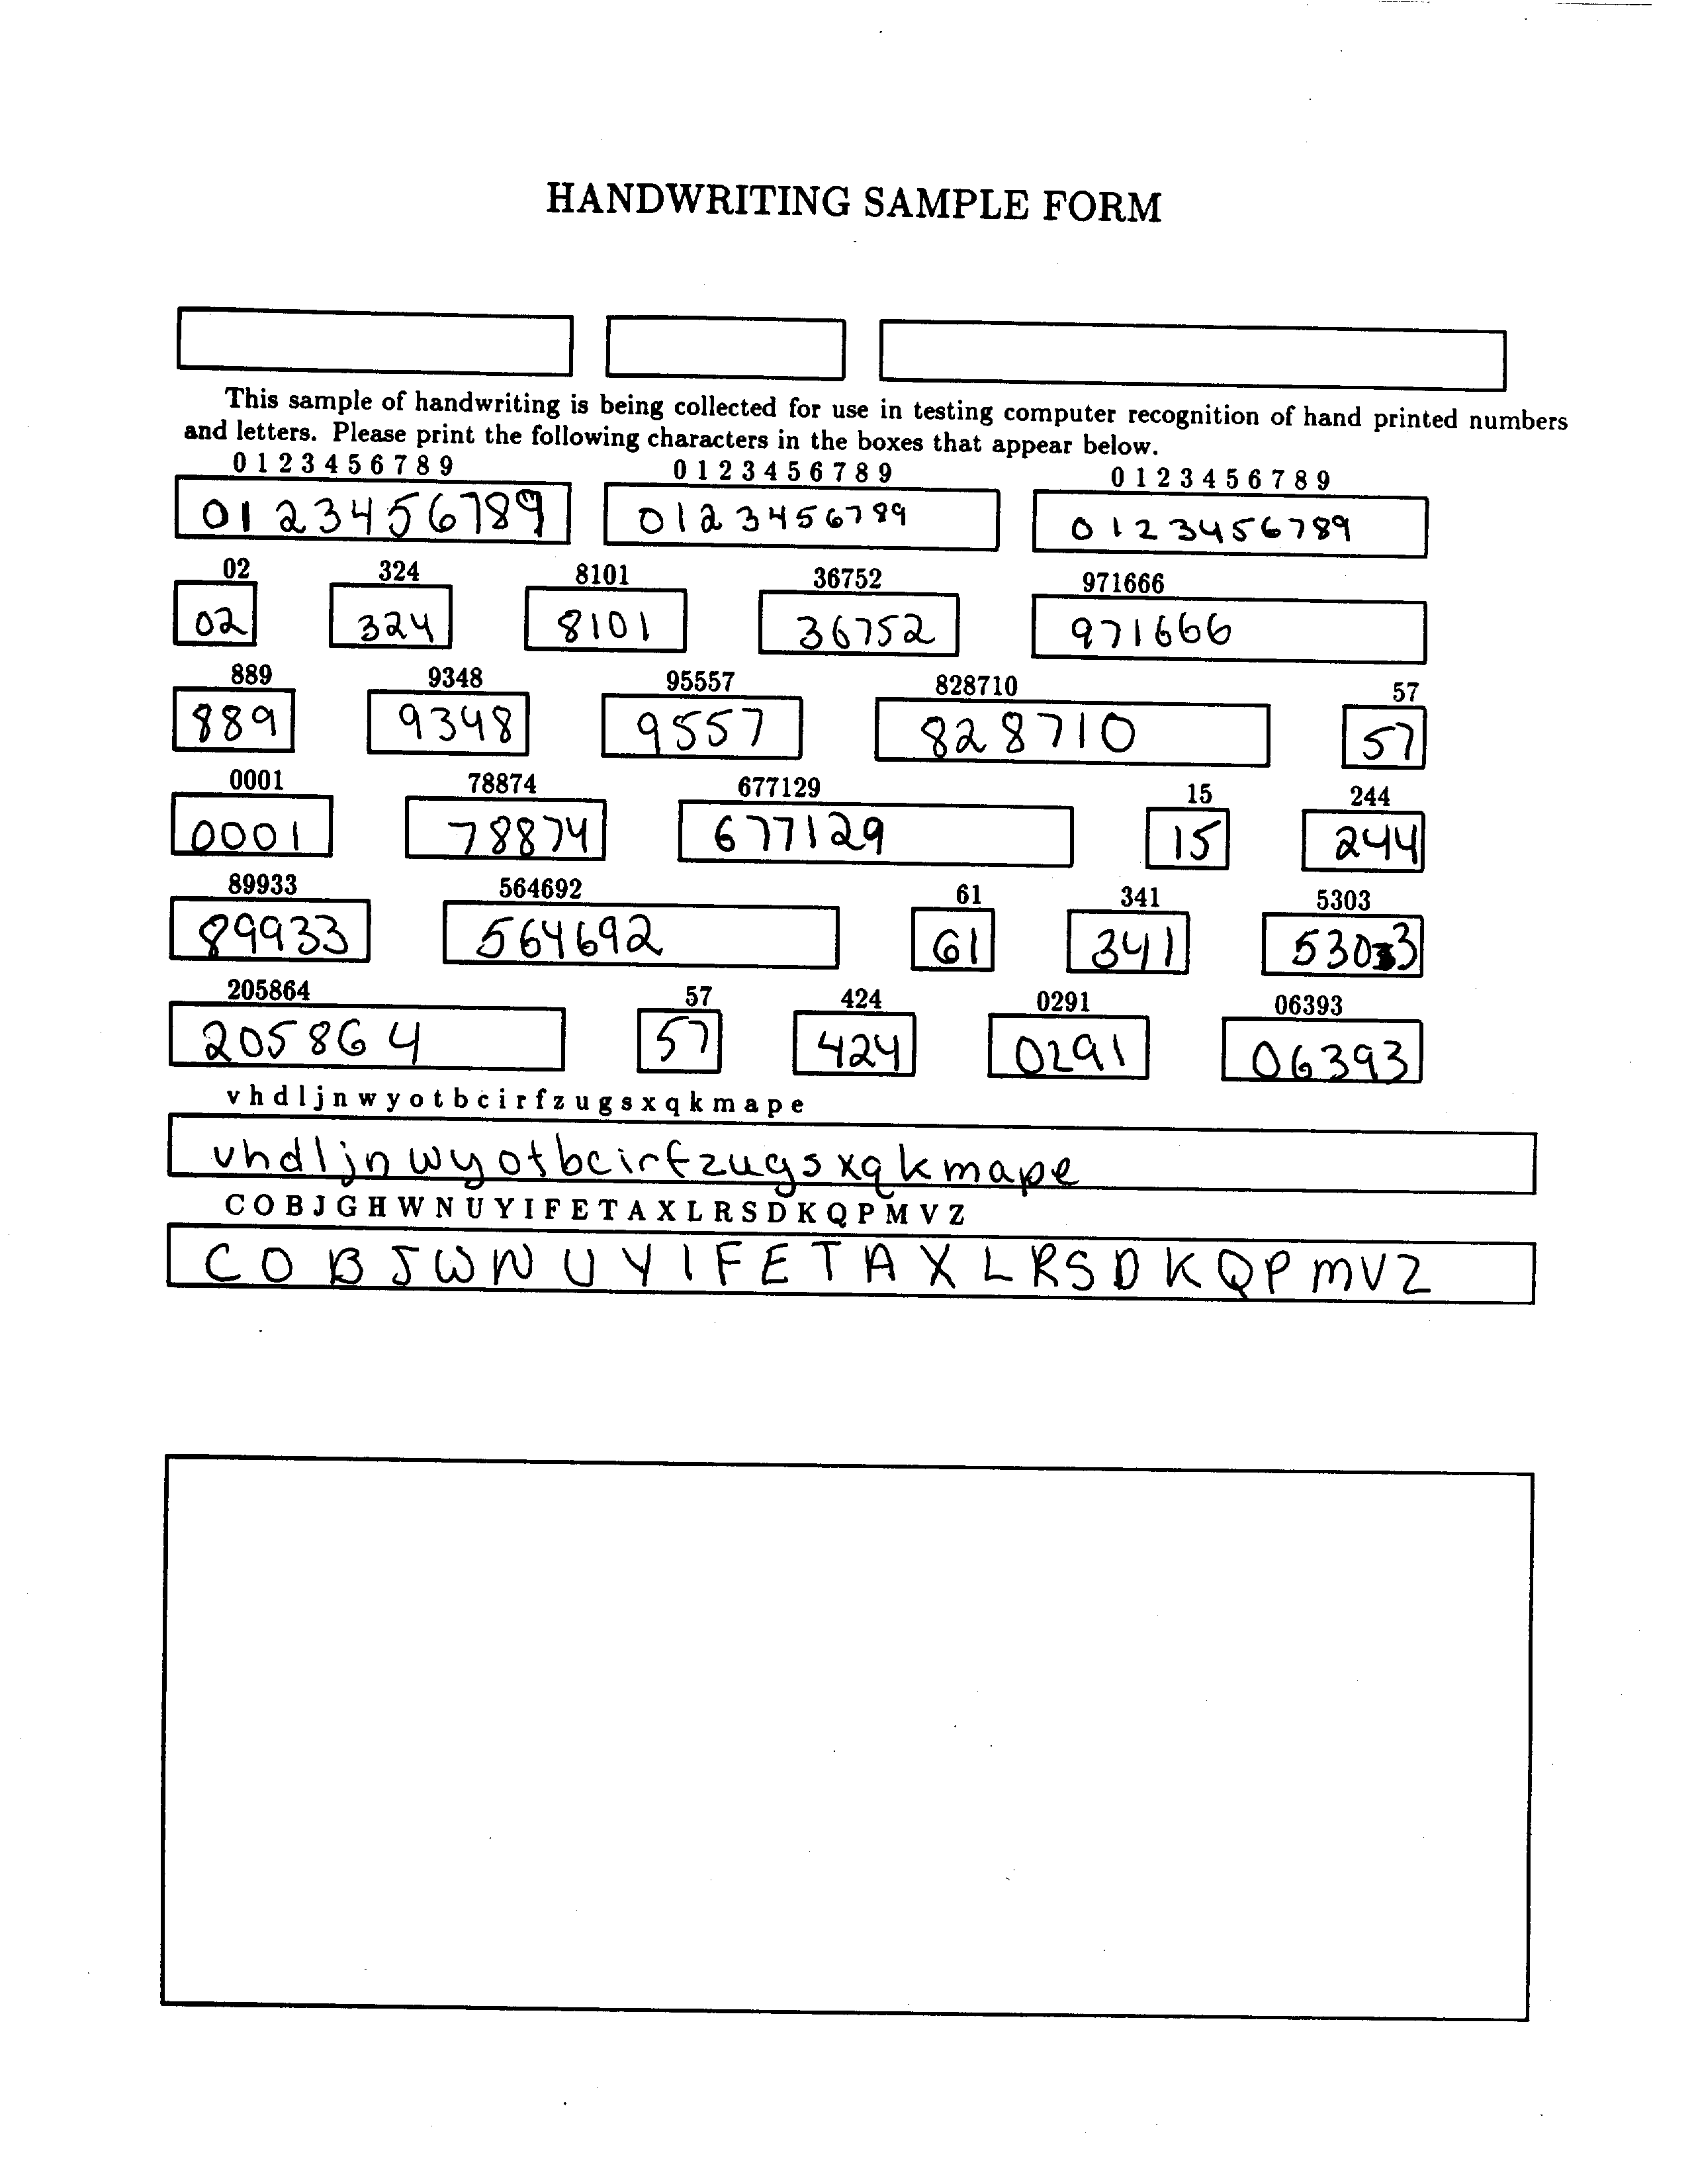 HANDWRITING SAMPLE FORM
This sample of handwriting is being collected for use in testing computer recognition of hand printed numbers
and letters. Please print the following characters in the boxes that appear below.
0 1 2 3 4 5 6 7 8 9 0 1 2 3 4 5 6 7 8 9 0 1 2 3 4 5 6 7 8 9
0123456789 0123456789 0123456789
02 324 8101 36752 971666
02 324 8101 36752 971666
889 9348 95557 828710 57
889 9348 9557 828710 57
0001 78874 677129 15 244
0001 78874 677129 15 244
89933 564692 61 341 5303
89933 564692 61 341 5303
205864 57 424 0291 06393
205864 57 424 0291 06393
v h d l j n w y o t b c i r f z u g s x q k m a p e
vhdljnwyotbcirfzugsxqkmape
C O B J G H W N U Y I F E T A X L R S D K Q P M V Z
C O B J W N U Y I F E T A X L R S D K Q P M V Z